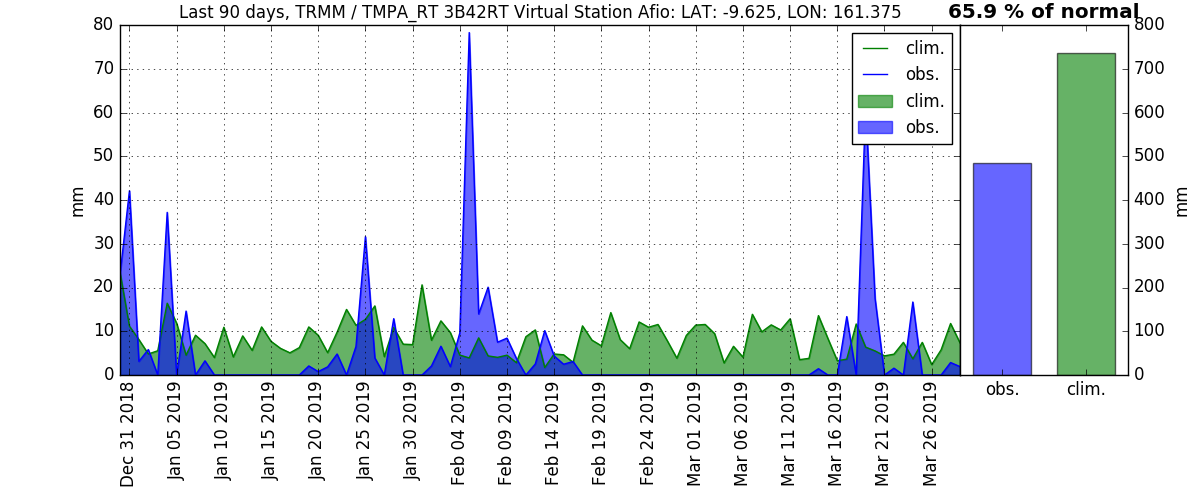 Last 90 days, TRMM / TMPA_RT 3B42RT Virtual Station Afio: LAT: -9.625, LON: 161.375
65.9 % of normal
80
70
60
50
40
30
20
10
0
mm
clim.
obs.
clim.
obs.
800
700
600
500
400
300
200
100
0
mm
Dec 31 2018
Jan 05 2019
Jan 10 2019
Jan 15 2019
Jan 20 2019
Jan 25 2019
Jan 30 2019
Feb 04 2019
Feb 09 2019
Feb 14 2019
Feb 19 2019
Feb 24 2019
Mar 01 2019
Mar 06 2019
Mar 11 2019
Mar 16 2019
Mar 21 2019
Mar 26 2019
obs.
clim.